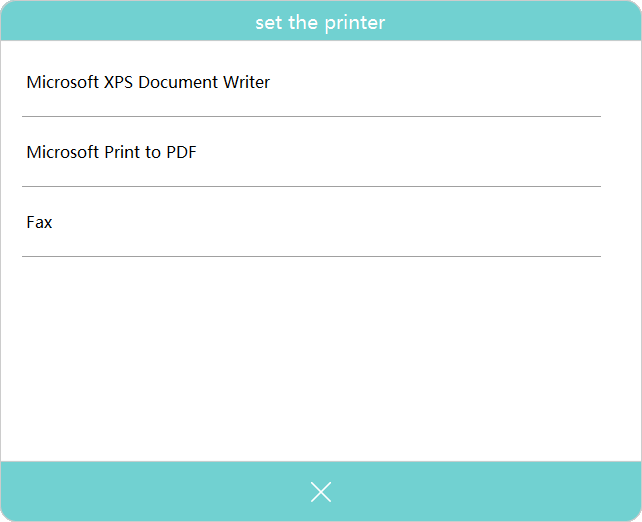 set the printer
Microsoft XPS Document Writer
Microsoft Print to PDF
Fax